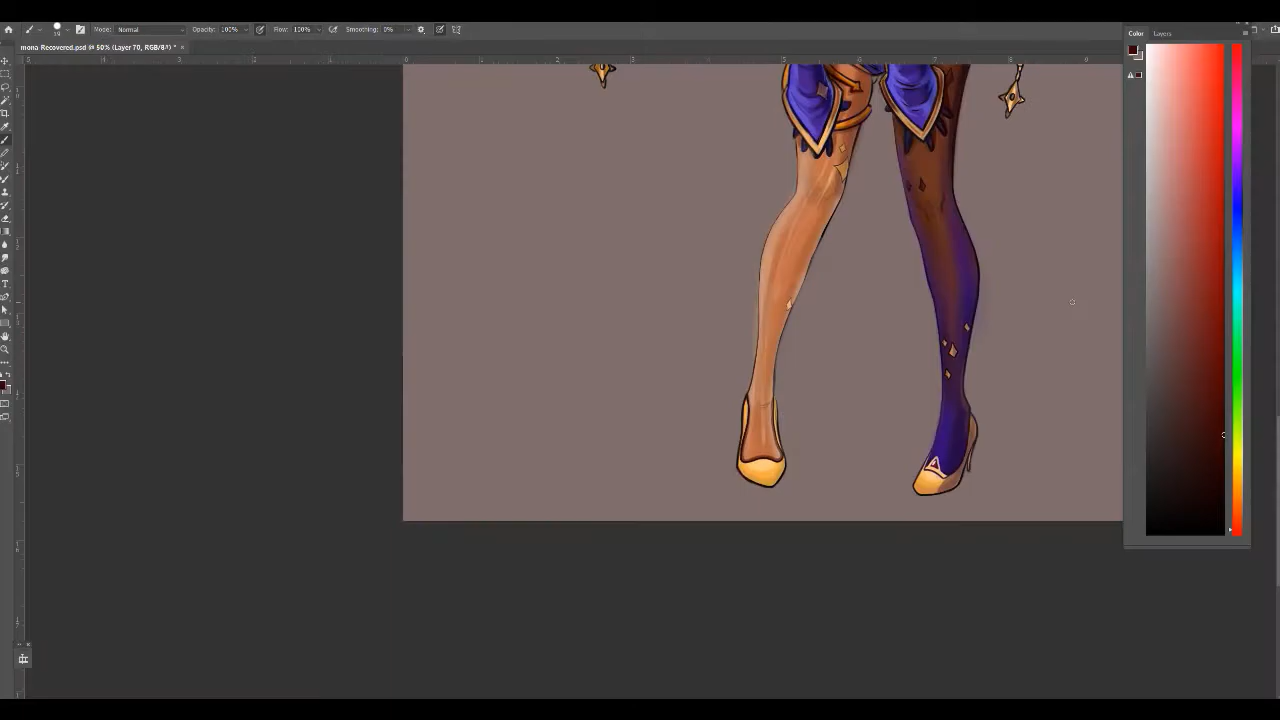 Mode: Normal Opacity: 100% Flow: 100% Smoothing: 0%
mona-Recovered.psd @ 50% (Layer 70, RGB/8#) * ×
Color Layers